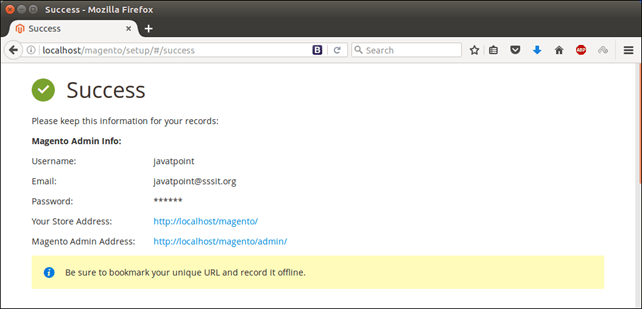 Success - Mozilla Firefox
Success
localhost/magento/setup/#/success
B
Search
ABP
Success
Please keep this information for your records:
Magento Admin Info:
Username: javatpoint
Email: javatpoint@sssit.org
Password: ******
Your Store Address: http://localhost/magento/
Magento Admin Address: http://localhost/magento/admin/
Be sure to bookmark your unique URL and record it offline.